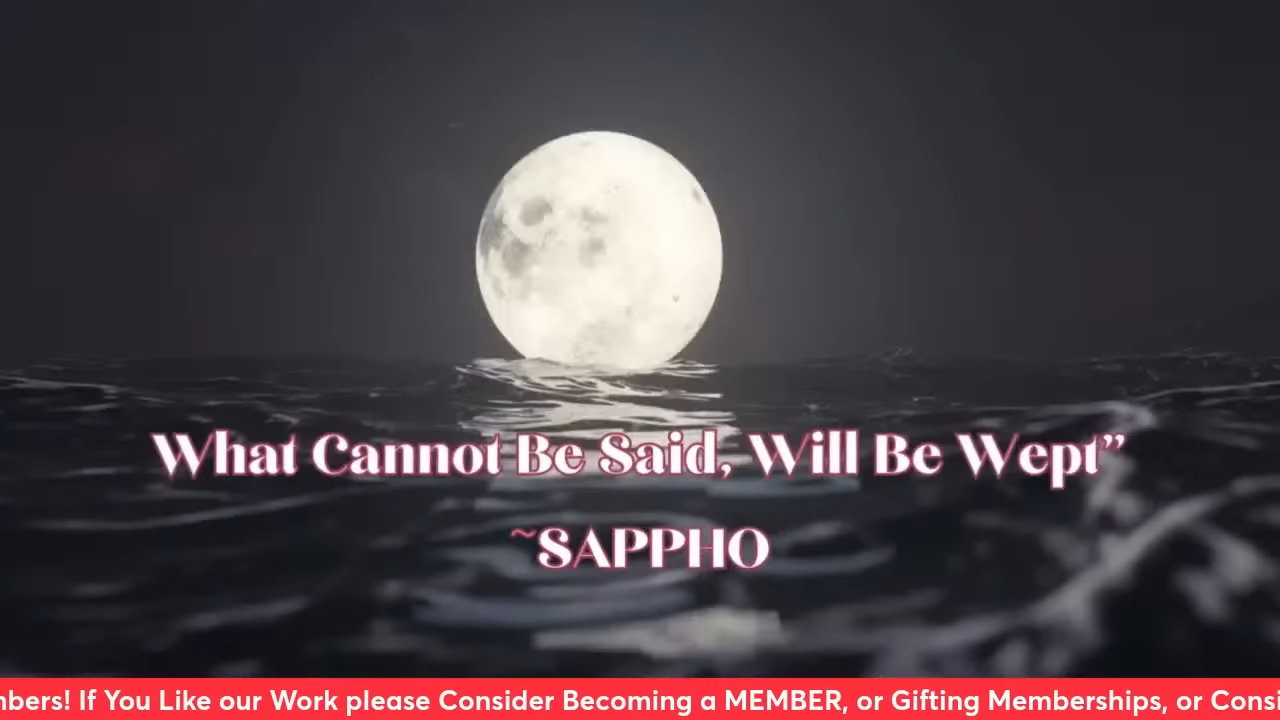 What Cannot Be Said, Will Be Wept”
~SAPPHO
! If You Like our Work please Consider Becoming a MEMBER, or Gifting Memberships, or